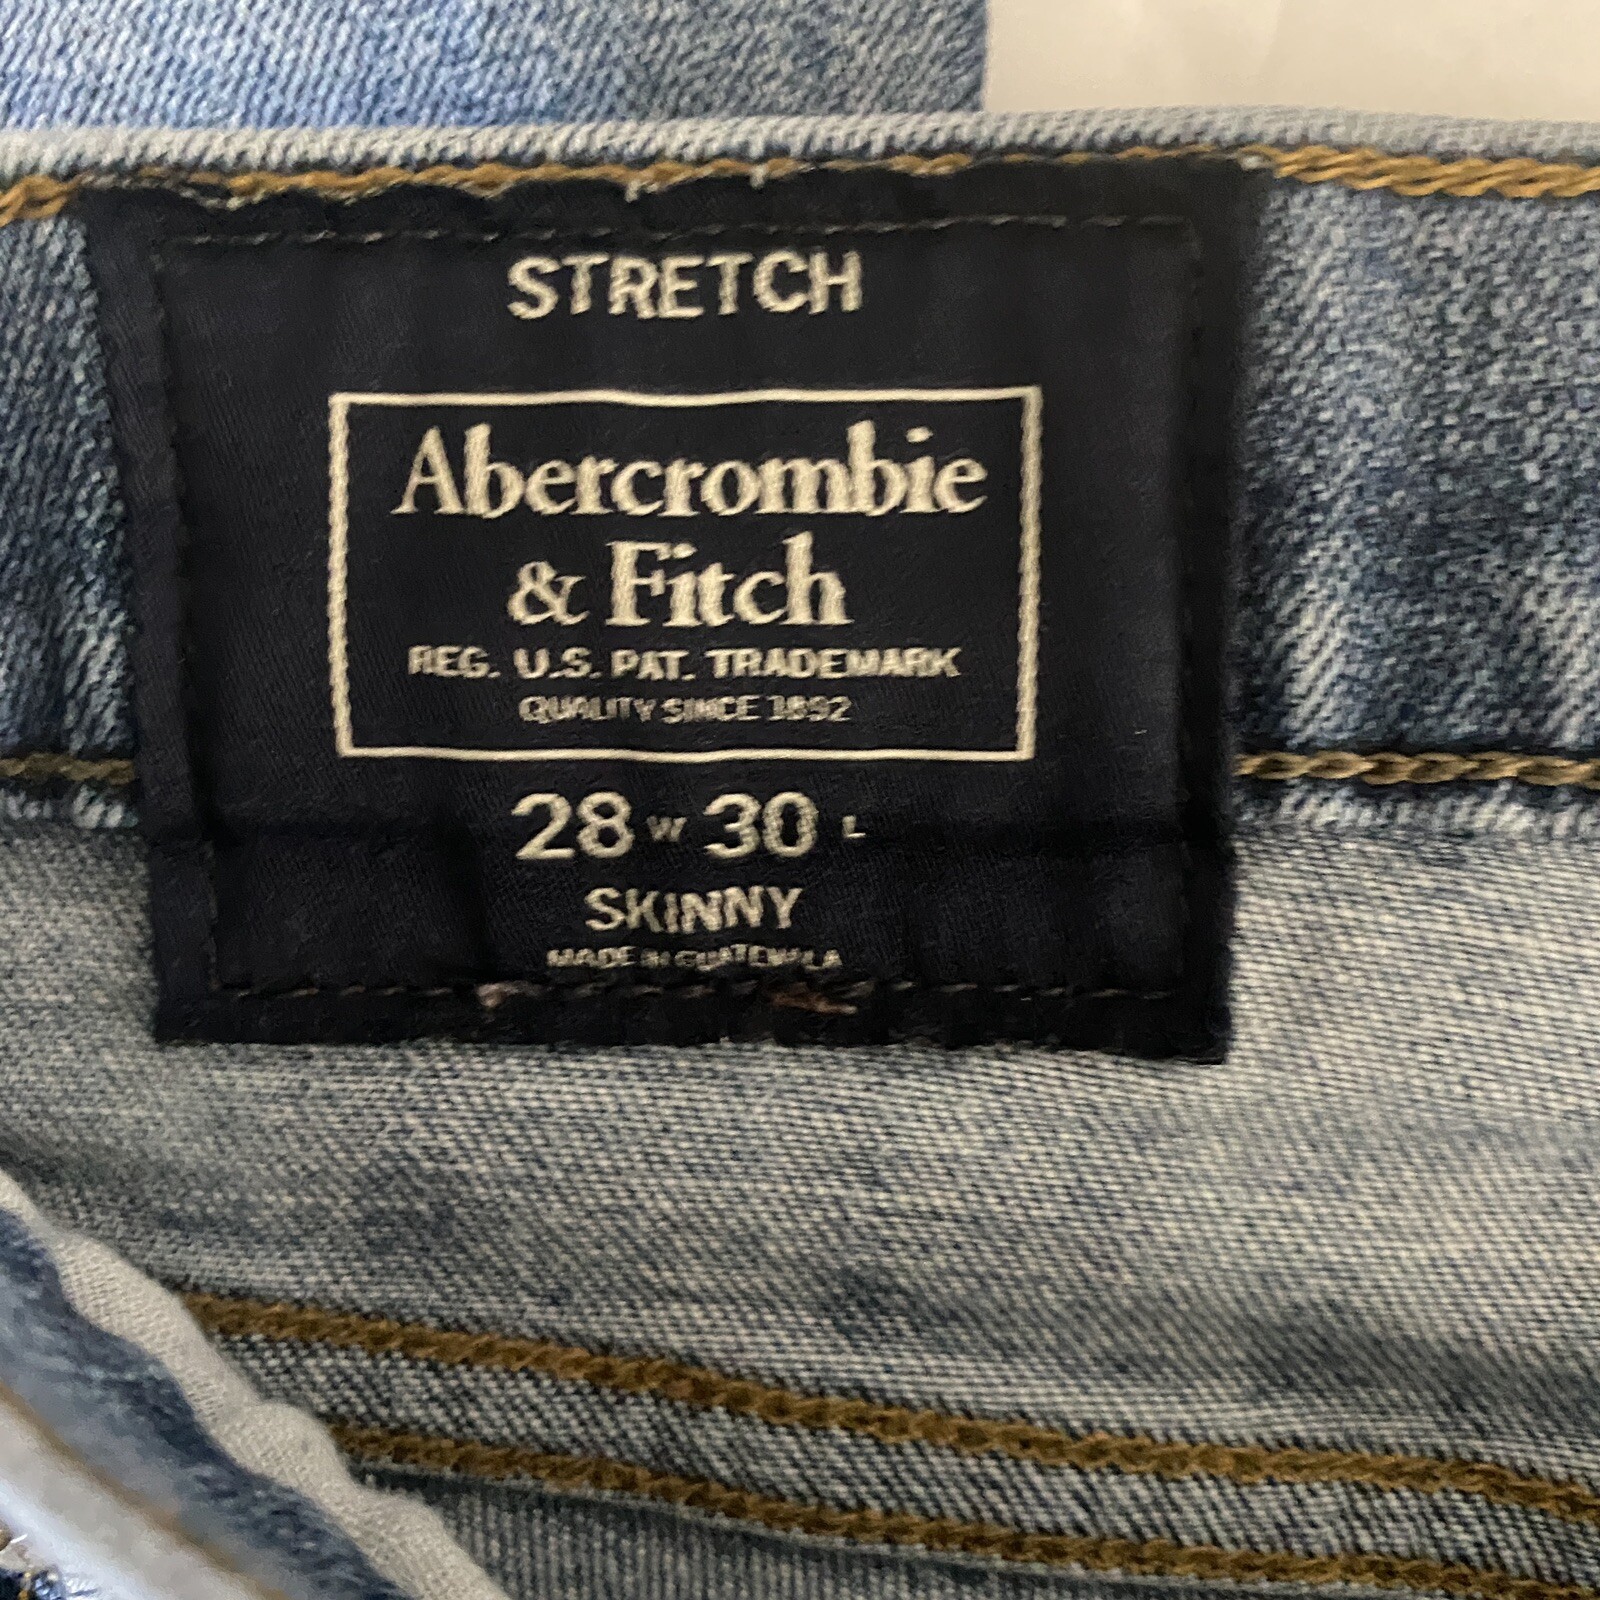 STRETCH
Abercrombie
& Fitch
REG. U.S. PAT. TRADEMARK
QUALITY SINCE 1892
28 W 30 L
SKINNY
MADE IN GUATEMALA